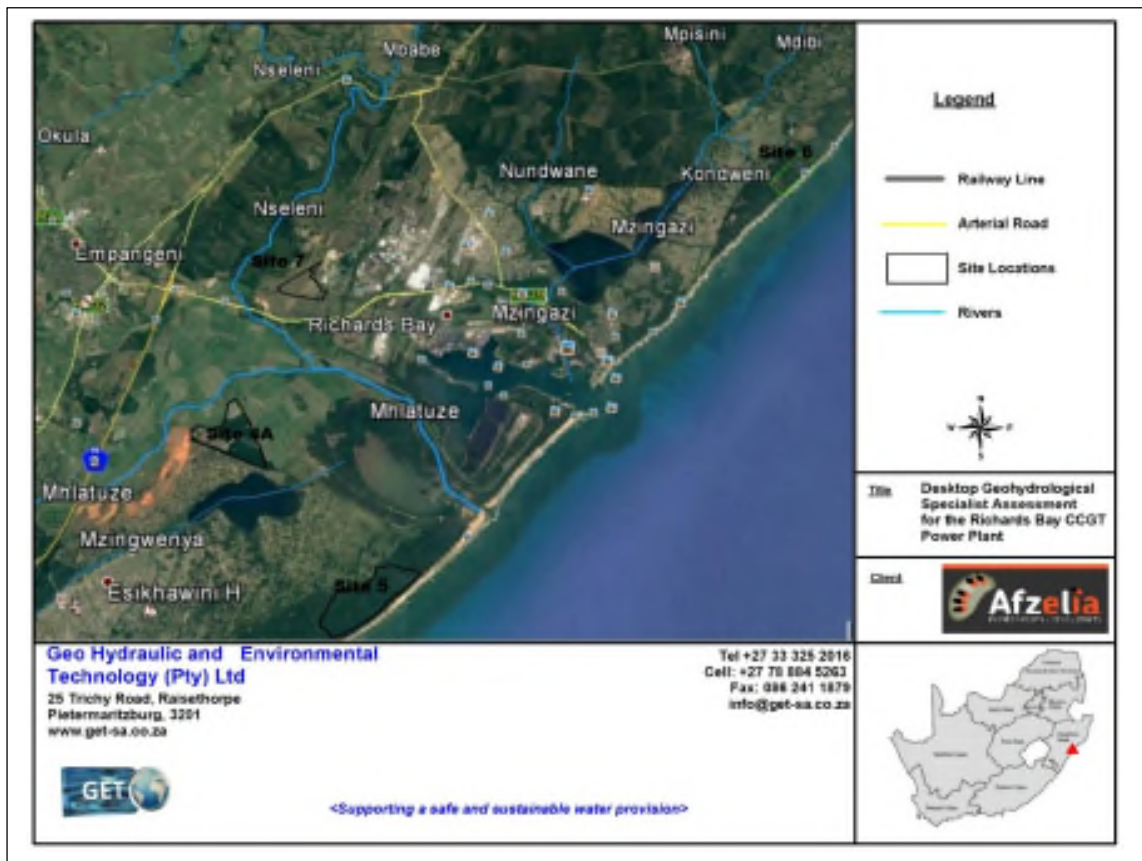 Mbabe
Nseleni
Mpisini
Mdibi
Okula
Nundwane
Kondweni
Site 6
Nseleni
Mzingazi
Empangeni
Site 7
Richards Bay
Mzingazi
Mhlatuze
Site 4A
Mhlatuze
Mzingwenya
Esikhawini H
Site 5
Legend
Railway Line
Arterial Road
Site Locations
Rivers
N
W
S
Title
Desktop Geohydrological
Specialist Assessment
for the Richards Bay CCGT
Power Plant
Client
Afzelia
Geo Hydraulic and Environmental
Technology (Pty) Ltd
25 Trichy Road, Raisethorpe
Pietermaritzburg, 3201
www.get-sa.co.za
Tel +27 33 325 2016
Cell: +27 78 884 5263
Fax: 086 241 1879
info@get-sa.co.za
GET
<Supporting a safe and sustainable water provision>